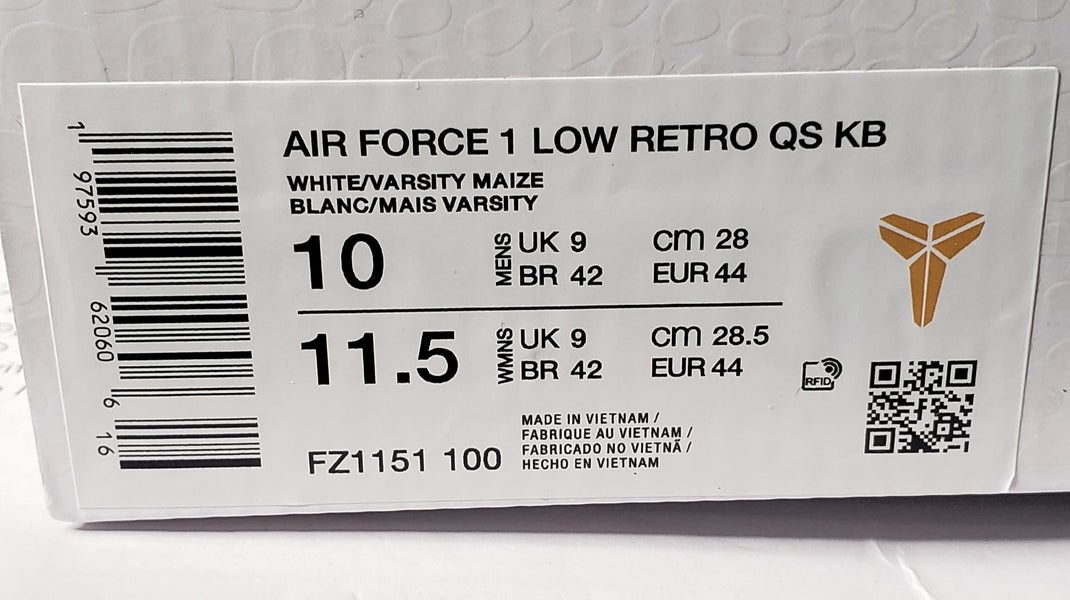 AIR FORCE 1 LOW RETRO QS KB
WHITE/VARSITY MAIZE
BLANC/MAIS VARSITY
10 MENS UK 9 cm 28
BR 42 EUR 44
11.5 WMNS UK 9 cm 28.5
BR 42 EUR 44
RFID
MADE IN VIETNAM /
FABRIQUE AU VIETNAM /
FABRICADO NO VIETNÃ /
HECHO EN VIETNAM
FZ1151 100
1 97593 62060 6 16